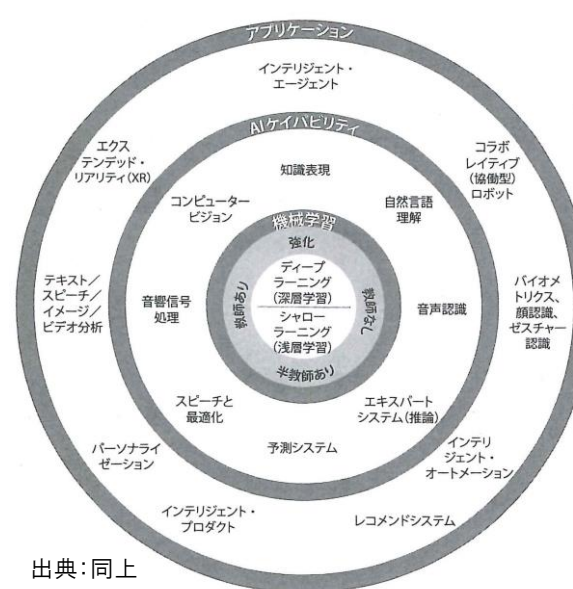 アプリケーション
インテリジェント・
エージェント
エクス
テンデッド・
リアリティ(XR)
コラボ
レイティブ
(協働型)
ロボット
AIケイパビリティ
知識表現
コンピューター
ビジョン
自然言語
理解
機械学習
強化
教師あり
ディープ
ラーニング
(深層学習)
シャロー
ラーニング
(浅層学習)
教師なし
半教師あり
テキスト／
スピーチ／
イメージ／
ビデオ分析
音響信号
処理
音声認識
バイオメ
トリクス、
顔認識、
ゼスチャー
認識
スピーチと
最適化
エキスパート
システム(推論)
予測システム
パーソナライ
ゼーション
インテリ
ジェント・
オートメーション
インテリジェント・
プロダクト
レコメンドシステム
出典:同上